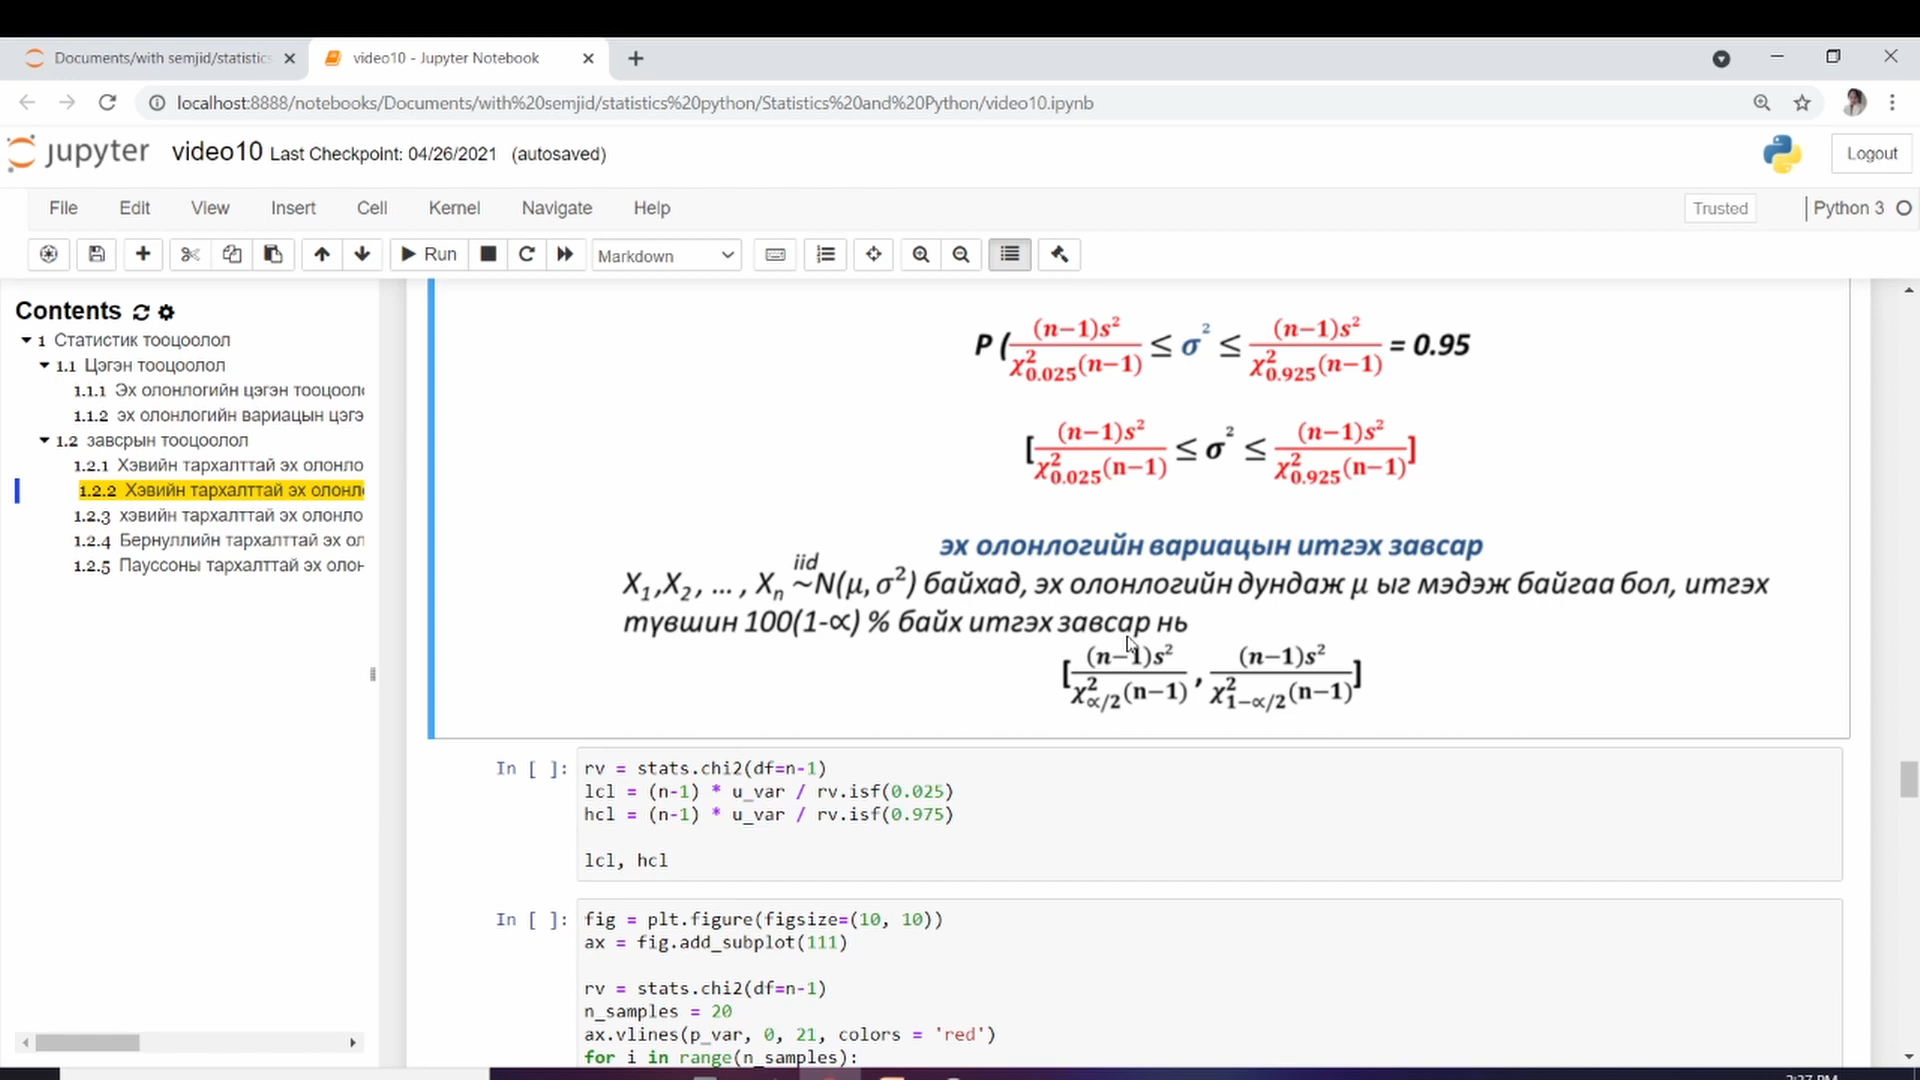 Documents/with semjid/statistics
video10 - Jupyter Notebook
localhost:8888/notebooks/Documents/with%20semjid/statistics%20python/Statistics%20and%20Python/video10.ipynb
jupyter video10 Last Checkpoint: 04/26/2021 (autosaved)
Logout
File Edit View Insert Cell Kernel Navigate Help
Trusted
Python 3
Run
Markdown
Contents
1 Статистик тооцоолол
1.1 Цэгэн тооцоолол
1.1.1 Эх олонлогийн цэгэн тооцоол
1.1.2 эх олонлогийн вариацын цэгэ
1.2 завсрын тооцоолол
1.2.1 Хэвийн тархалттай эх олонло
1.2.2 Хэвийн тархалттай эх олонл
1.2.3 хэвийн тархалттай эх олонло
1.2.4 Бернуллийн тархалттай эх ол
1.2.5 Пауссоны тархалттай эх олон
P ( (n−1)s² / χ²0.025(n−1) ≤ σ² ≤ (n−1)s² / χ²0.925(n−1) = 0.95
[ (n−1)s² / χ²0.025(n−1) ≤ σ² ≤ (n−1)s² / χ²0.925(n−1) ]
эх олонлогийн вариацын итгэх завсар
iid
X₁,X₂, … , Xₙ ~N(μ, σ²) байхад, эх олонлогийн дундаж μ ыг мэдэж байгаа бол, итгэх
түвшин 100(1-∝) % байх итгэх завсар нь
[ (n−1)s² / χ²∝/2(n−1) , (n−1)s² / χ²1−∝/2(n−1) ]
In [ ]:
rv = stats.chi2(df=n-1)
lcl = (n-1) * u_var / rv.isf(0.025)
hcl = (n-1) * u_var / rv.isf(0.975)
lcl, hcl
In [ ]:
fig = plt.figure(figsize=(10, 10))
ax = fig.add_subplot(111)
rv = stats.chi2(df=n-1)
n_samples = 20
ax.vlines(p_var, 0, 21, colors = 'red')
for i in range(n_samples):